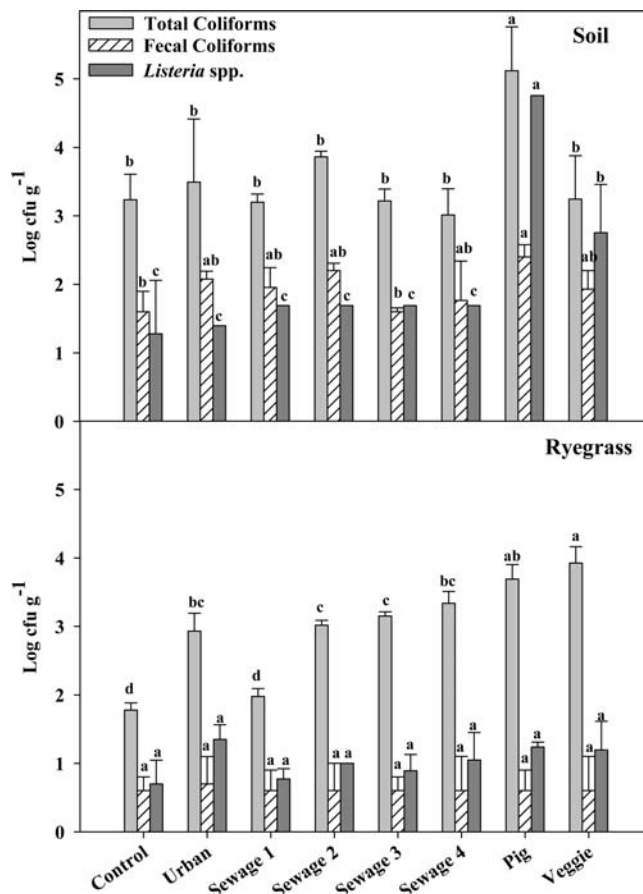 Total Coliforms
Fecal Coliforms
Listeria spp.
Soil
Log cfu g-1
5
4
3
2
1
0
b b c
b ab c
b ab c
b ab c
b b c
b ab c
a a a
b ab b
Ryegrass
Log cfu g-1
5
4
3
2
1
0
d a a
bc a a
d a a
c a a
c a a
bc a a
ab a a
a a a
Control
Urban
Sewage 1
Sewage 2
Sewage 3
Sewage 4
Pig
Veggie